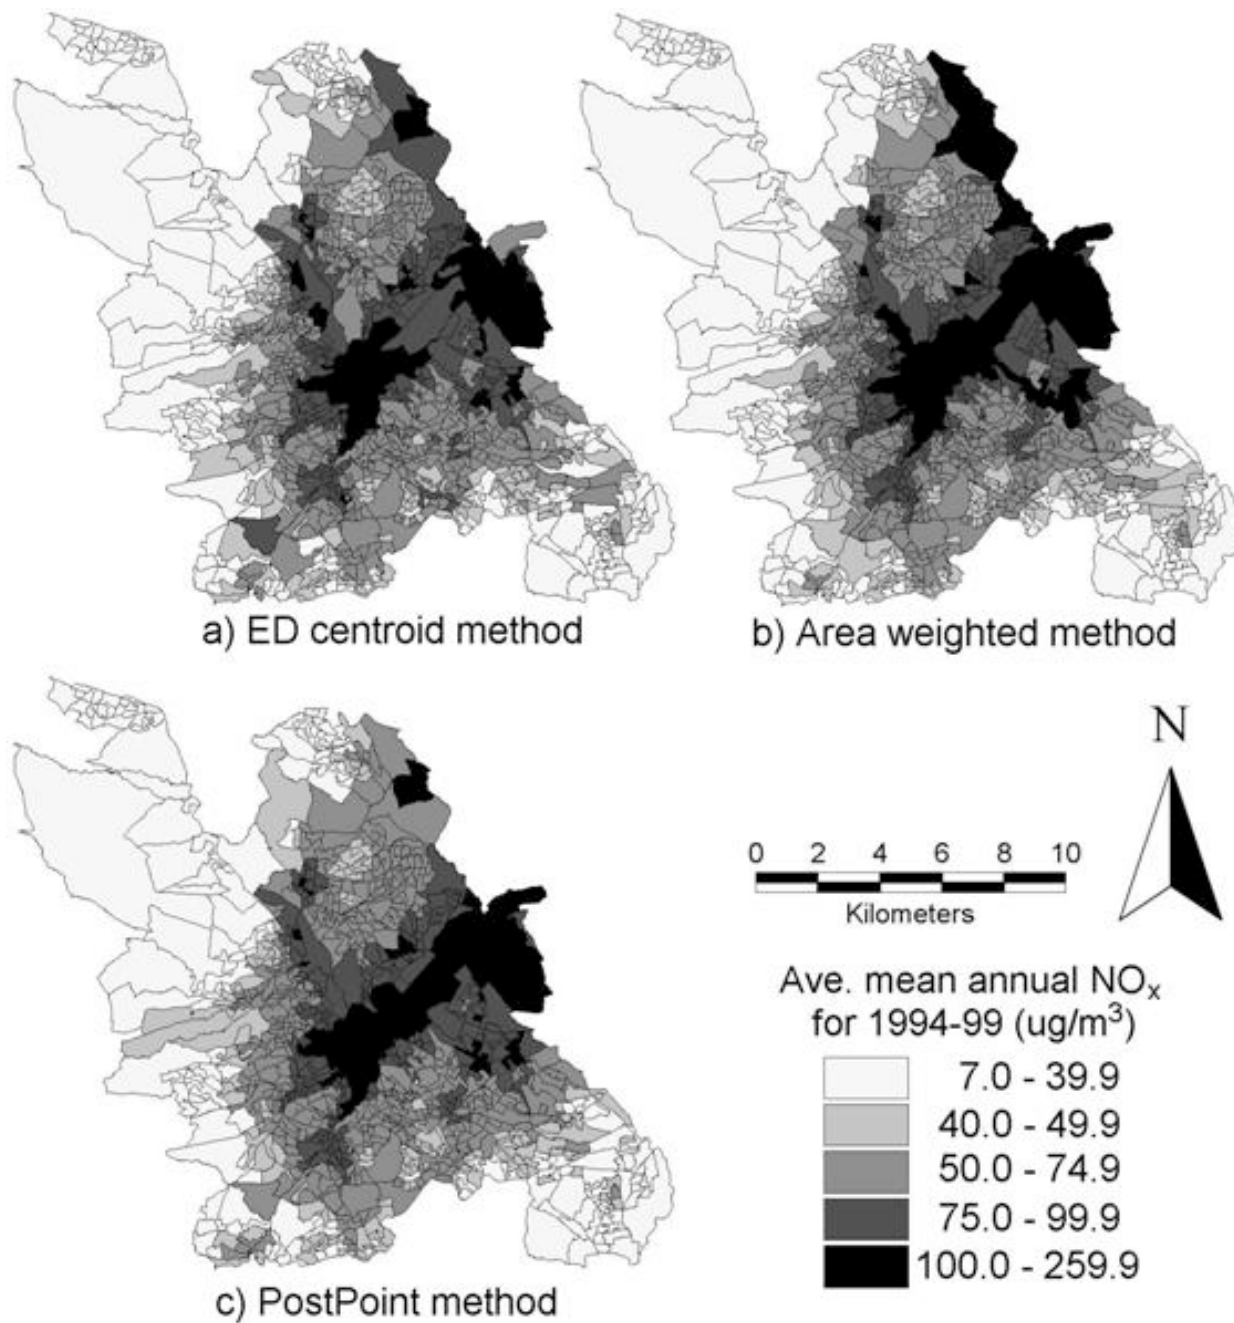 a) ED centroid method
b) Area weighted method
c) PostPoint method
N
0 2 4 6 8 10
Kilometers
Ave. mean annual NOₓ
for 1994-99 (ug/m³)
7.0 - 39.9
40.0 - 49.9
50.0 - 74.9
75.0 - 99.9
100.0 - 259.9